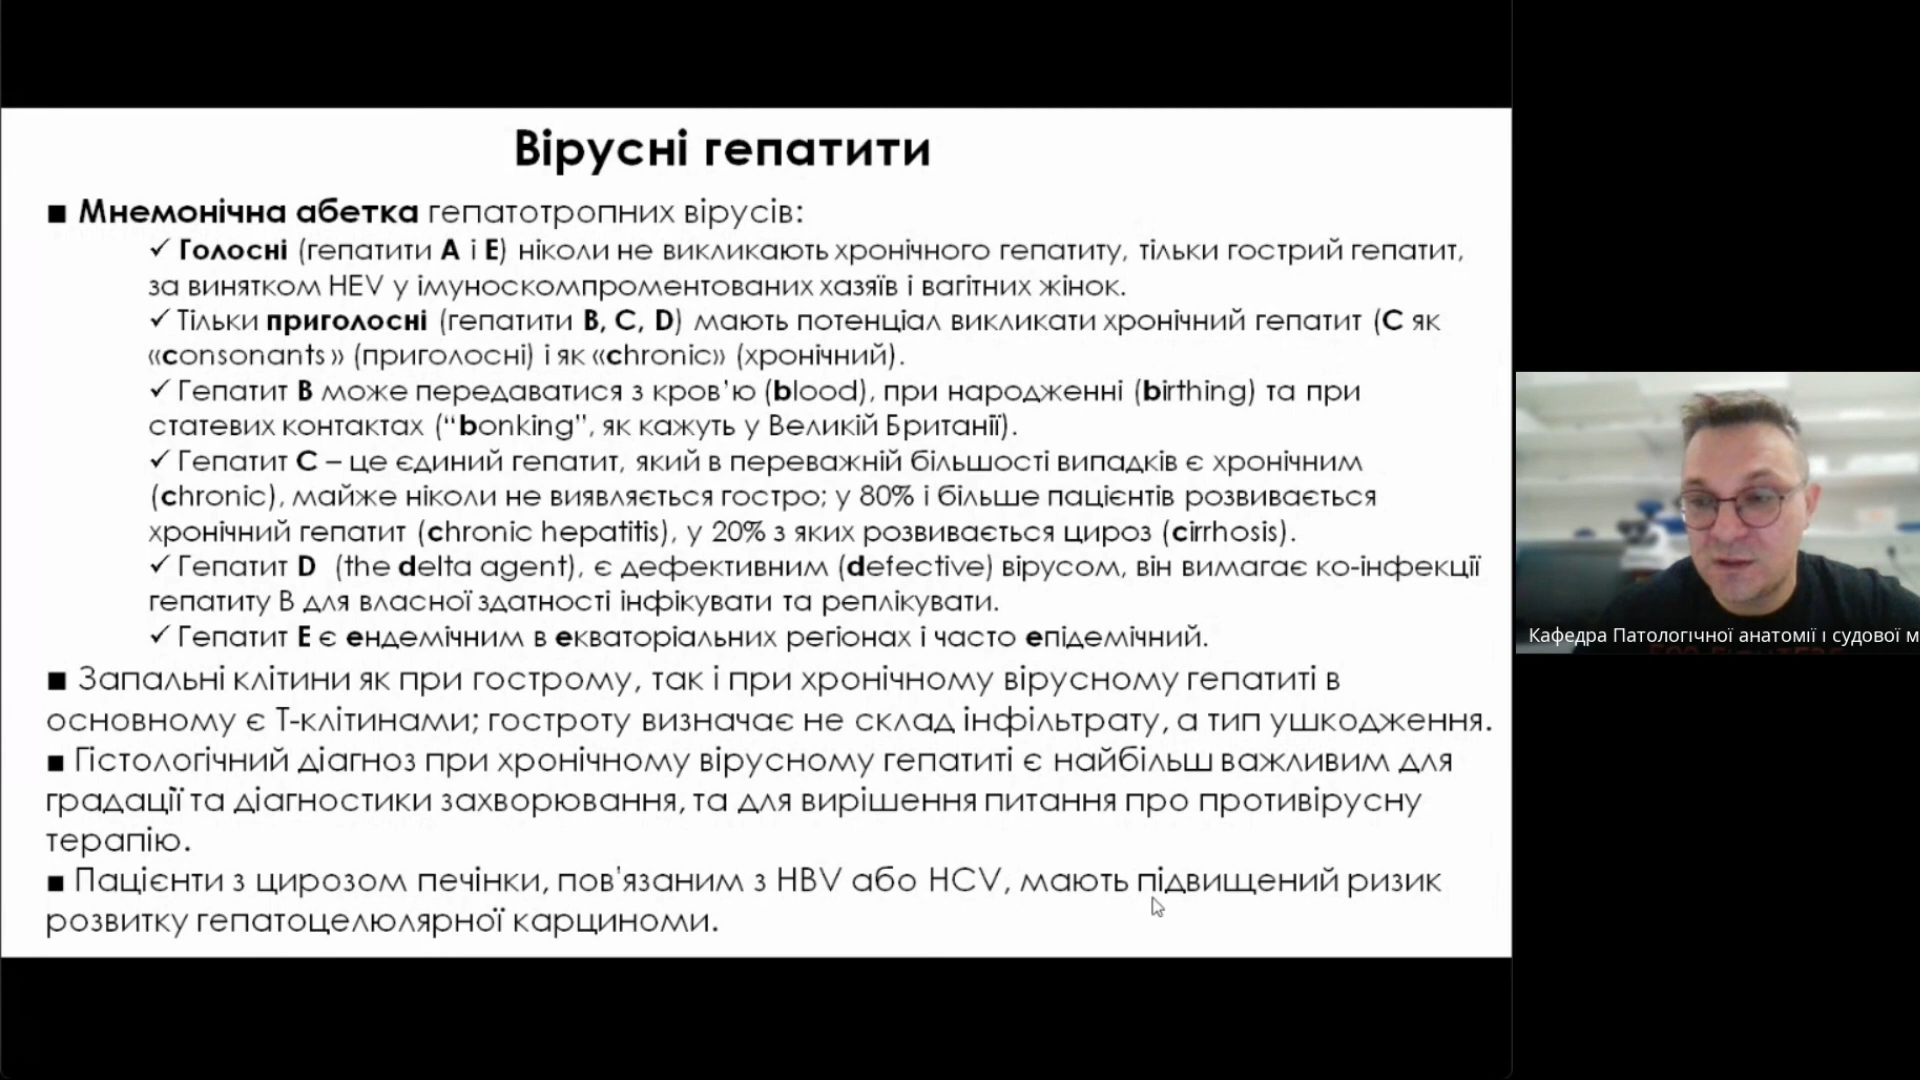 Вірусні гепатити
■ Мнемонічна абетка гепатотропних вірусів:
✓ Голосні (гепатити А і Е) ніколи не викликають хронічного гепатиту, тільки гострий гепатит,
за винятком HEV у імуноскомпроментованих хазяїв і вагітних жінок.
✓ Тільки приголосні (гепатити B, C, D) мають потенціал викликати хронічний гепатит (C як
«consonants» (приголосні) і як «chronic» (хронічний).
✓ Гепатит B може передаватися з кров'ю (blood), при народженні (birthing) та при
статевих контактах (“bonking”, як кажуть у Великій Британії).
✓ Гепатит C – це єдиний гепатит, який в переважній більшості випадків є хронічним
(chronic), майже ніколи не виявляється гостро; у 80% і більше пацієнтів розвивається
хронічний гепатит (chronic hepatitis), у 20% з яких розвивається цироз (cirrhosis).
✓ Гепатит D (the delta agent), є дефективним (defective) вірусом, він вимагає ко-інфекції
гепатиту B для власної здатності інфікувати та реплікувати.
✓ Гепатит E є ендемічним в екваторіальних регіонах і часто епідемічний.
■ Запальні клітини як при гострому, так і при хронічному вірусному гепатиті в
основному є Т-клітинами; гостроту визначає не склад інфільтрату, а тип ушкодження.
■ Гістологічний діагноз при хронічному вірусному гепатиті є найбільш важливим для
градації та діагностики захворювання, та для вирішення питання про противірусну
терапію.
■ Пацієнти з цирозом печінки, пов'язаним з HBV або HCV, мають підвищений ризик
розвитку гепатоцелюлярної карциноми.
Кафедра Патологічної анатомії і судової м